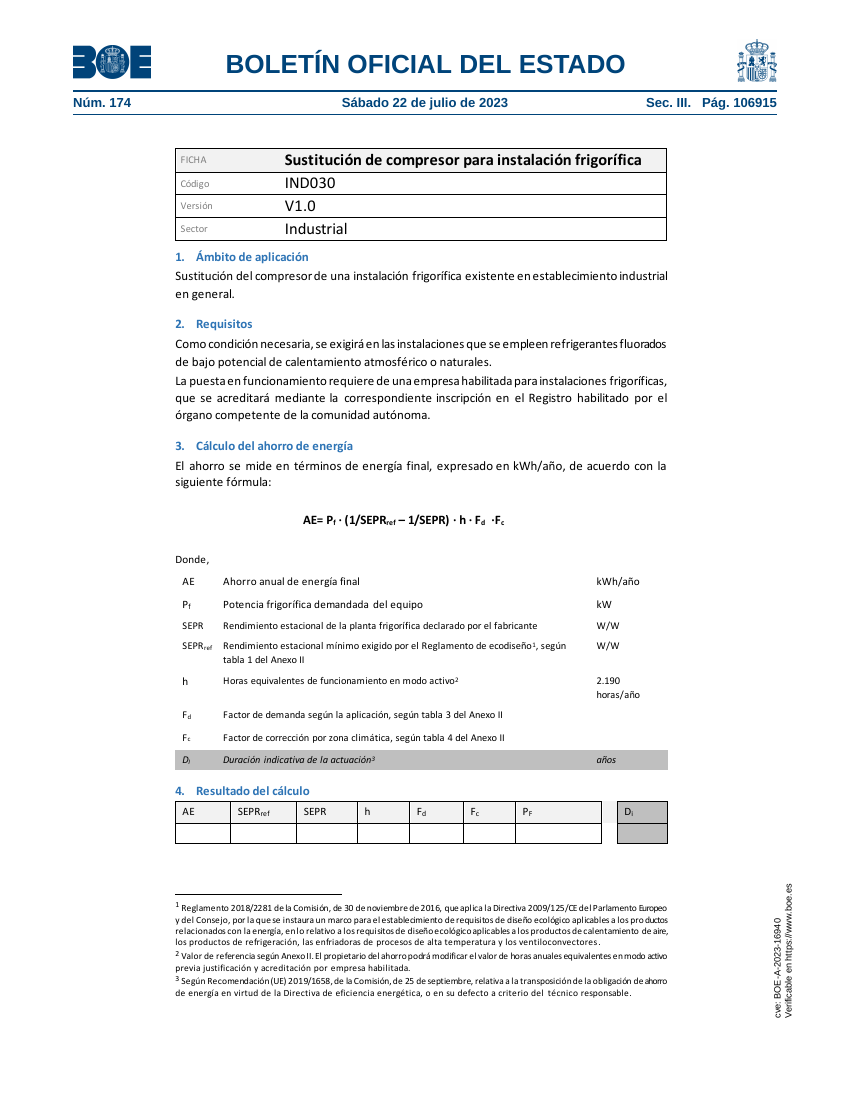 BOE
BOLETÍN OFICIAL DEL ESTADO
Núm. 174 Sábado 22 de julio de 2023 Sec. III. Pág. 106915
FICHA Sustitución de compresor para instalación frigorífica
Código IND030
Versión V1.0
Sector Industrial
1. Ámbito de aplicación
Sustitución del compresor de una instalación frigorífica existente en establecimiento industrial
en general.
2. Requisitos
Como condición necesaria, se exigirá en las instalaciones que se empleen refrigerantes fluorados
de bajo potencial de calentamiento atmosférico o naturales.
La puesta en funcionamiento requiere de una empresa habilitada para instalaciones frigoríficas,
que se acreditará mediante la correspondiente inscripción en el Registro habilitado por el
órgano competente de la comunidad autónoma.
3. Cálculo del ahorro de energía
El ahorro se mide en términos de energía final, expresado en kWh/año, de acuerdo con la
siguiente fórmula:
AE= Pf · (1/SEPRref – 1/SEPR) · h · Fd ·Fc
Donde,
AE Ahorro anual de energía final kWh/año
Pf Potencia frigorífica demandada del equipo kW
SEPR Rendimiento estacional de la planta frigorífica declarado por el fabricante W/W
SEPRref Rendimiento estacional mínimo exigido por el Reglamento de ecodiseño1, según W/W
tabla 1 del Anexo II
h Horas equivalentes de funcionamiento en modo activo2 2.190
horas/año
Fd Factor de demanda según la aplicación, según tabla 3 del Anexo II
Fc Factor de corrección por zona climática, según tabla 4 del Anexo II
Di Duración indicativa de la actuación3 años
4. Resultado del cálculo
AE SEPRref SEPR h Fd Fc PF Di
1 Reglamento 2018/2281 de la Comisión, de 30 de noviembre de 2016, que aplica la Directiva 2009/125/CE del Parlamento Europeo
y del Consejo, por la que se instaura un marco para el establecimiento de requisitos de diseño ecológico aplicables a los productos
relacionados con la energía, en lo relativo a los requisitos de diseño ecológico aplicables a los productos de calentamiento de aire,
los productos de refrigeración, las enfriadoras de procesos de alta temperatura y los ventiloconvectores.
2 Valor de referencia según Anexo II. El propietario del ahorro podrá modificar el valor de horas anuales equivalentes en modo activo
previa justificación y acreditación por empresa habilitada.
3 Según Recomendación (UE) 2019/1658, de la Comisión, de 25 de septiembre, relativa a la transposición de la obligación de ahorro
de energía en virtud de la Directiva de eficiencia energética, o en su defecto a criterio del técnico responsable.
cve: BOE-A-2023-16940
Verificable en https://www.boe.es